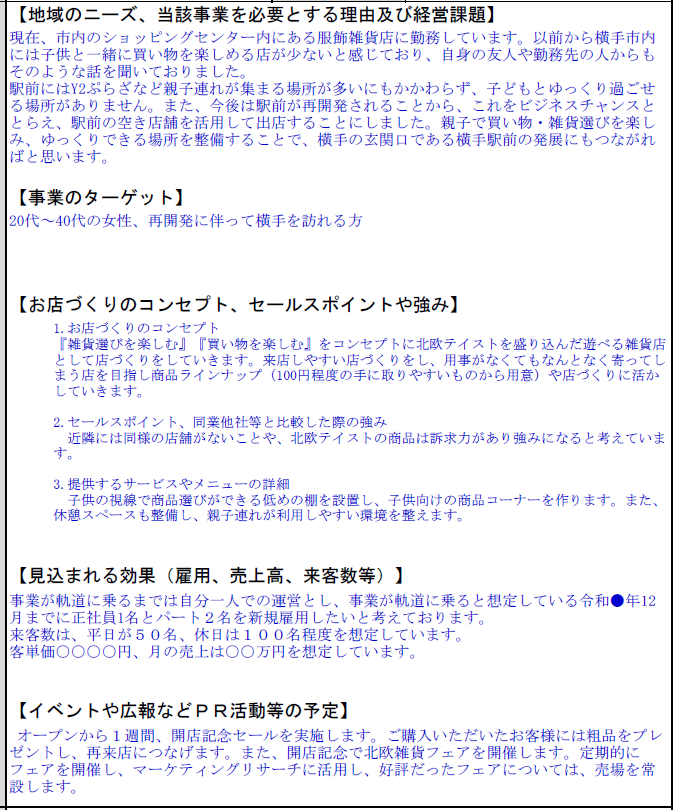 【地域のニーズ、当該事業を必要とする理由及び経営課題】
現在、市内のショッピングセンター内にある服飾雑貨店に勤務しています。以前から横手市内
には子供と一緒に買い物を楽しめる店が少ないと感じており、自身の友人や勤務先の人からも
そのような話を聞いておりました。
駅前にはY2ぷらざなど親子連れが集まる場所が多いにもかかわらず、子どもとゆっくり過ごせ
る場所がありません。また、今後は駅前が再開発されることから、これをビジネスチャンスと
とらえ、駅前の空き店舗を活用して出店することにしました。親子で買い物・雑貨選びを楽し
み、ゆっくりできる場所を整備することで、横手の玄関口である横手駅前の発展にもつながれ
ばと思います。
【事業のターゲット】
20代～40代の女性、再開発に伴って横手を訪れる方
【お店づくりのコンセプト、セールスポイントや強み】
1.お店づくりのコンセプト
『雑貨選びを楽しむ』『買い物を楽しむ』をコンセプトに北欧テイストを盛り込んだ遊べる雑貨店
として店づくりをしていきます。来店しやすい店づくりをし、用事がなくてもなんとなく寄ってし
まう店を目指し商品ラインナップ（100円程度の手に取りやすいものから用意）や店づくりに活か
していきます。
2.セールスポイント、同業他社等と比較した際の強み
近隣には同様の店舗がないことや、北欧テイストの商品は訴求力があり強みになると考えていま
す。
3.提供するサービスやメニューの詳細
子供の視線で商品選びができる低めの棚を設置し、子供向けの商品コーナーを作ります。また、
休憩スペースも整備し、親子連れが利用しやすい環境を整えます。
【見込まれる効果（雇用、売上高、来客数等）】
事業が軌道に乗るまでは自分一人での運営とし、事業が軌道に乗ると想定している令和●年12
月までに正社員1名とパート２名を新規雇用したいと考えております。
来客数は、平日が５０名、休日は１００名程度を想定しています。
客単価○○○○円、月の売上は○○万円を想定しています。
【イベントや広報などＰＲ活動等の予定】
オープンから１週間、開店記念セールを実施します。ご購入いただいたお客様には粗品をプレ
ゼントし、再来店につなげます。また、開店記念で北欧雑貨フェアを開催します。定期的に
フェアを開催し、マーケティングリサーチに活用し、好評だったフェアについては、売場を常
設します。